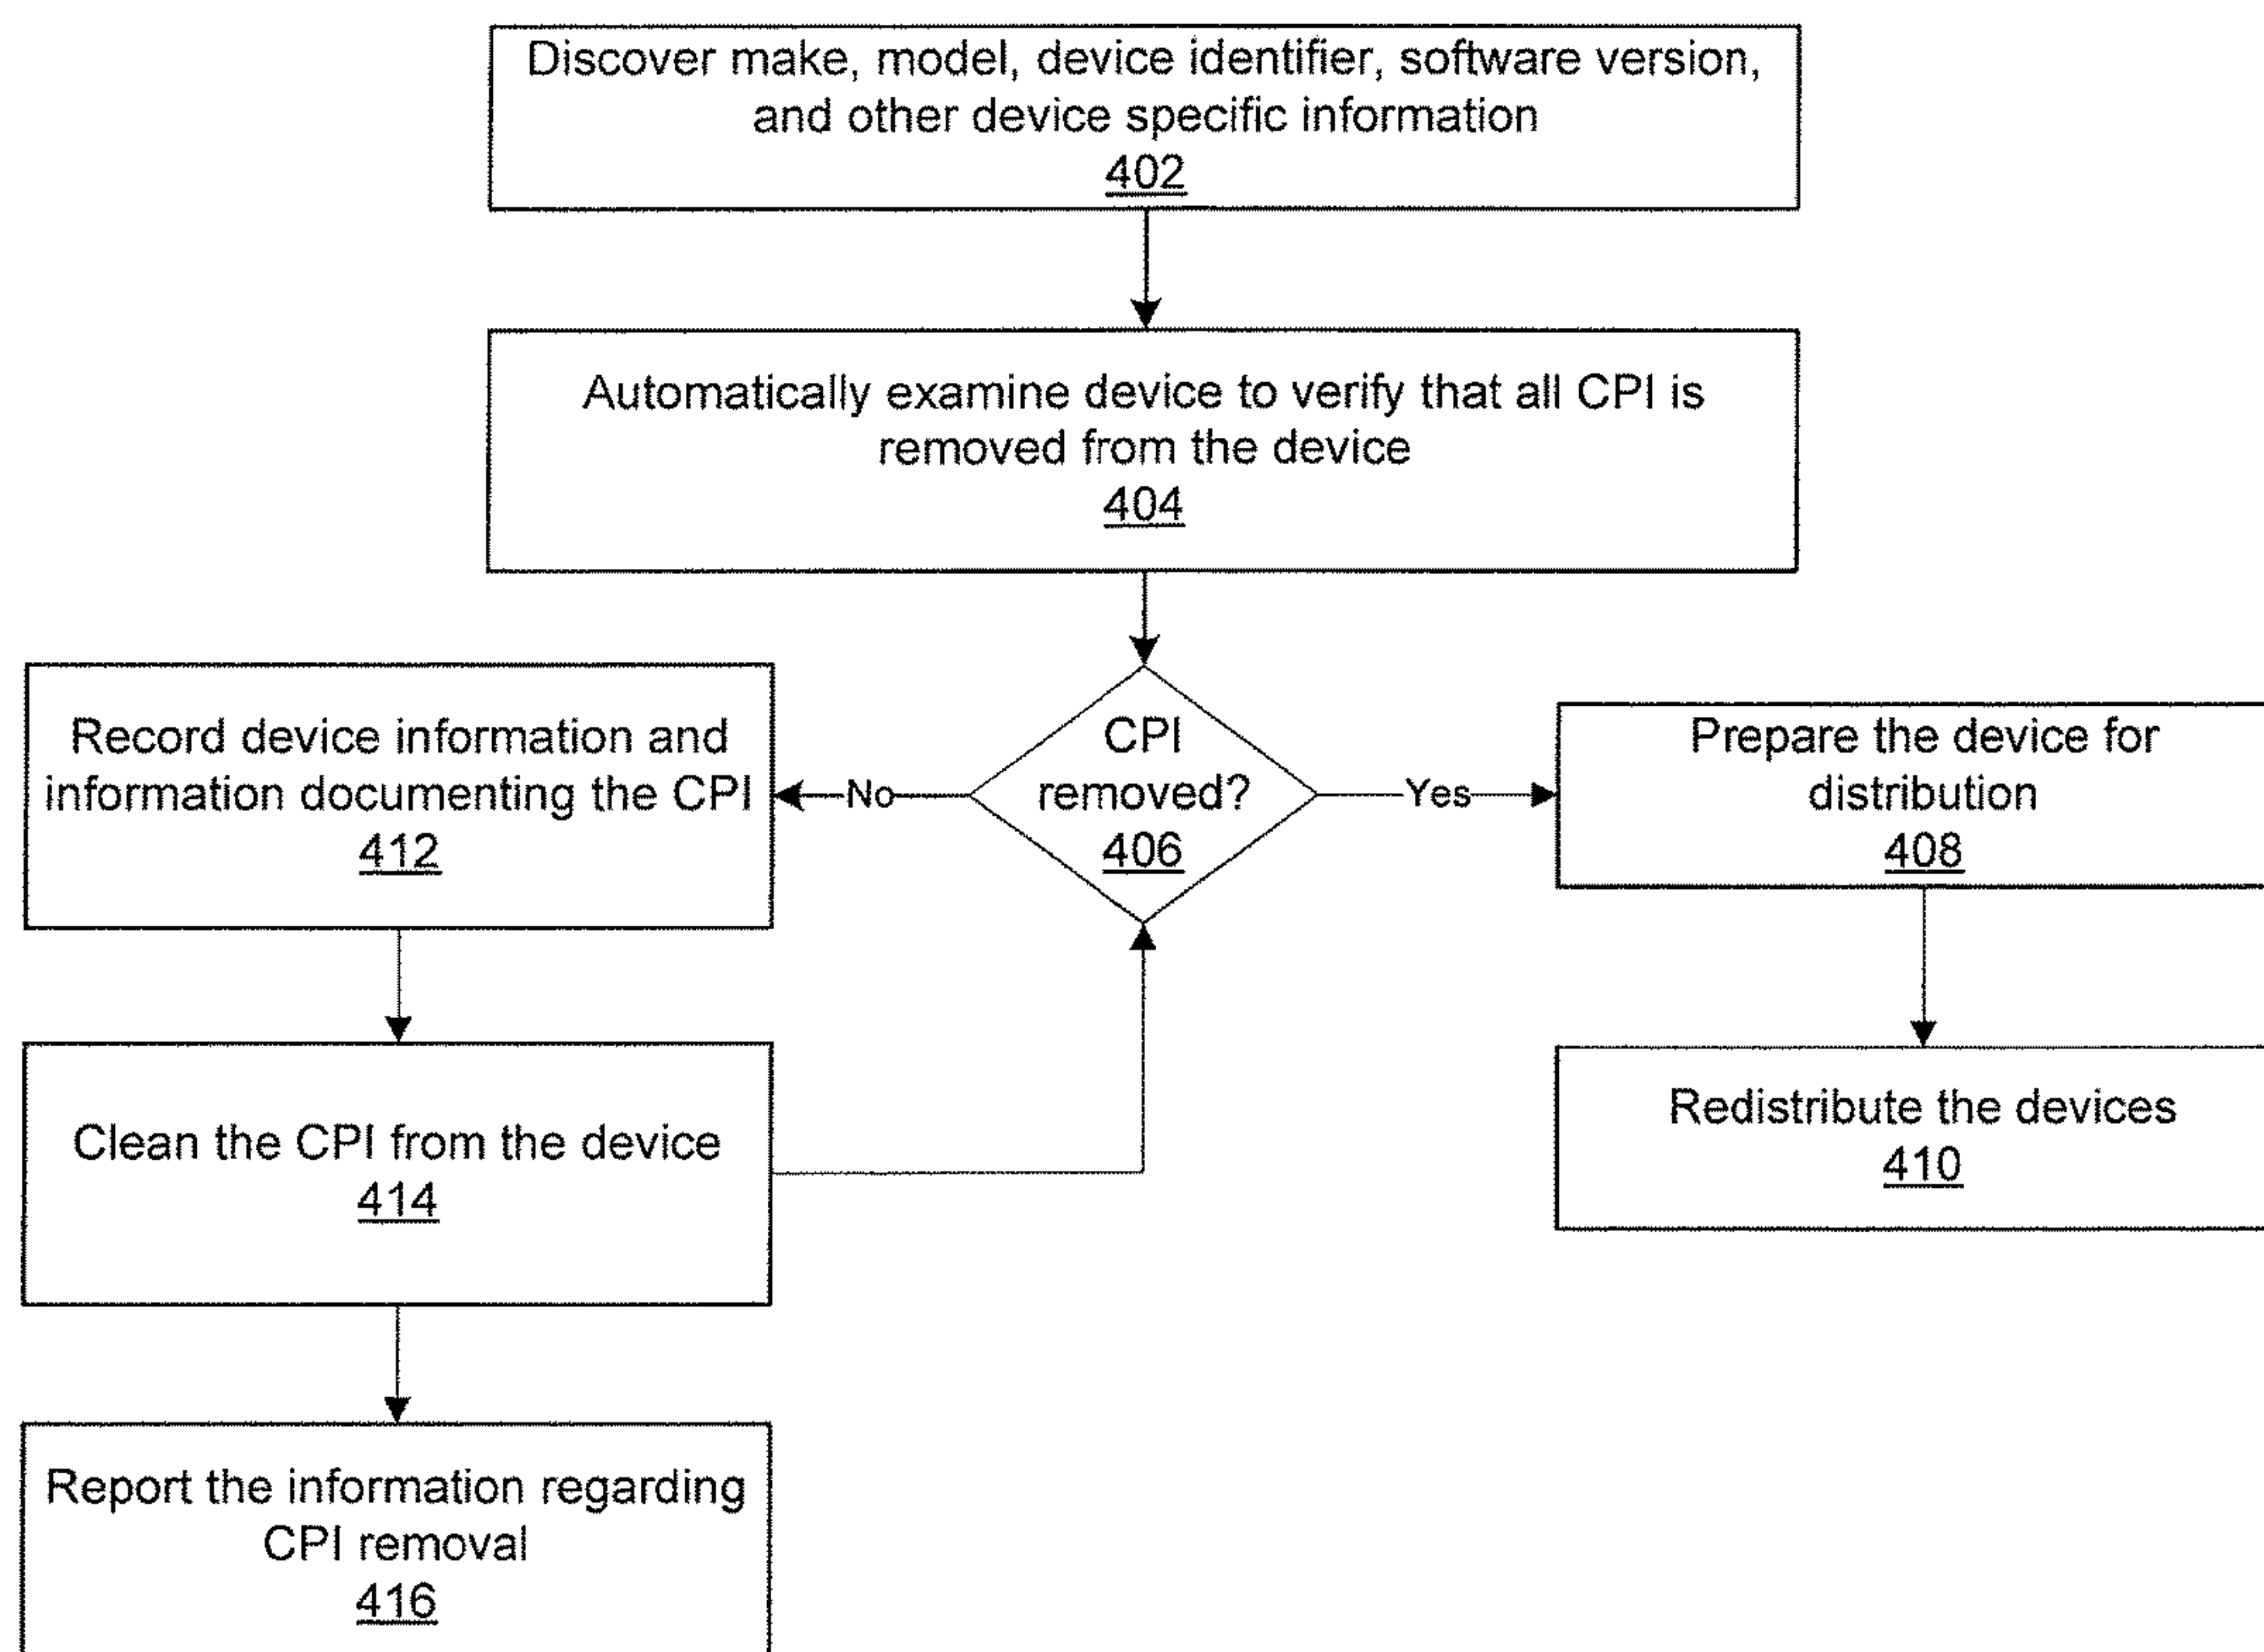 Discover make, model, device identifier, software version,
and other device specific information
402
Automatically examine device to verify that all CPI is
removed from the device
404
CPI
removed?
406
No
Yes
Record device information and
information documenting the CPI
412
Prepare the device for
distribution
408
Clean the CPI from the device
414
Redistribute the devices
410
Report the information regarding
CPI removal
416